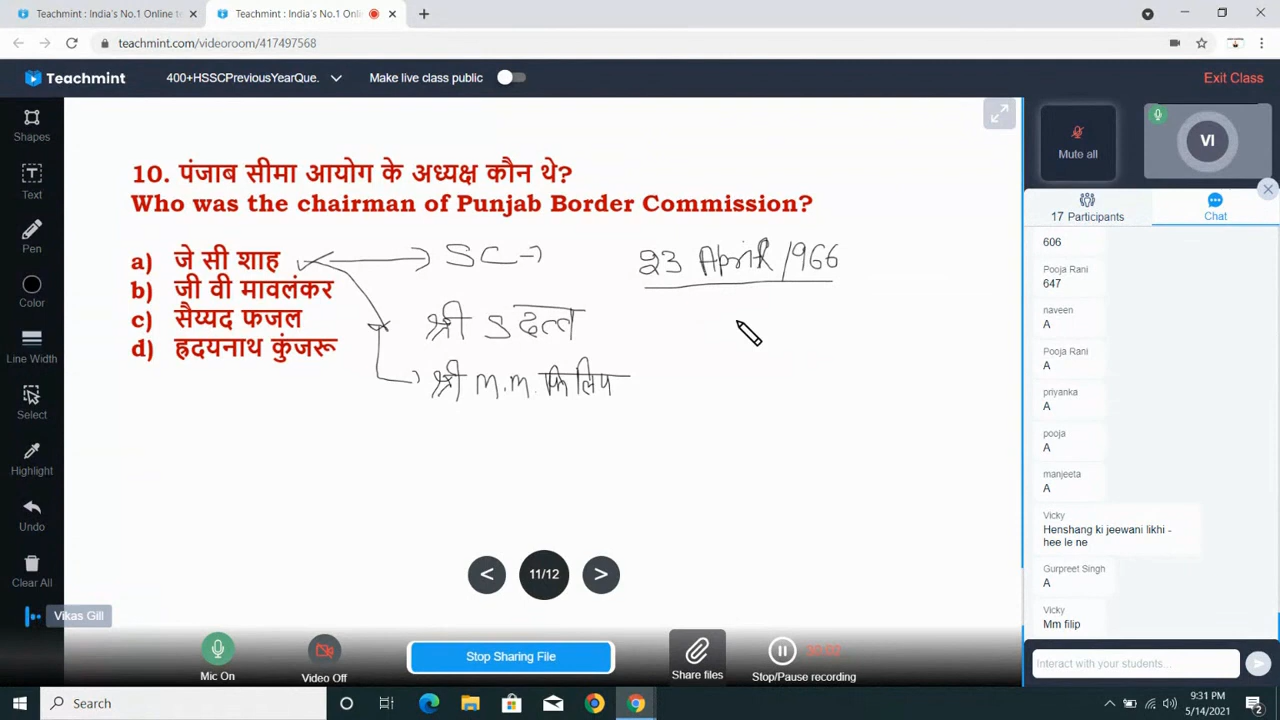 Teachmint : India's No.1 Online te
Teachmint : India's No.1 Onli
teachmint.com/videoroom/417497568
Teachmint
400+HSSCPreviousYearQue.
Make live class public
Exit Class
Shapes
Text
Pen
Color
Line Width
Select
Highlight
Undo
Clear All
10. पंजाब सीमा आयोग के अध्यक्ष कौन थे?
Who was the chairman of Punjab Border Commission?
a) जे सी शाह
b) जी वी मावलंकर
c) सैय्यद फजल
d) ह्रदयनाथ कुंजरू
SC
23 April 1966
श्री S दत्त
श्री M.M. फिलिप
<
11/12
>
Vikas Gill
Mic On
Video Off
Stop Sharing File
Share files
Stop/Pause recording
Mute all
VI
17 Participants
Chat
606
Pooja Rani
647
naveen
A
Pooja Rani
A
priyanka
A
pooja
A
manjeeta
A
Vicky
Henshang ki jeewani likhi -
hee le ne
Gurpreet Singh
A
Vicky
Mm filip
Interact with your students...
Search
9:31 PM
5/14/2021
2